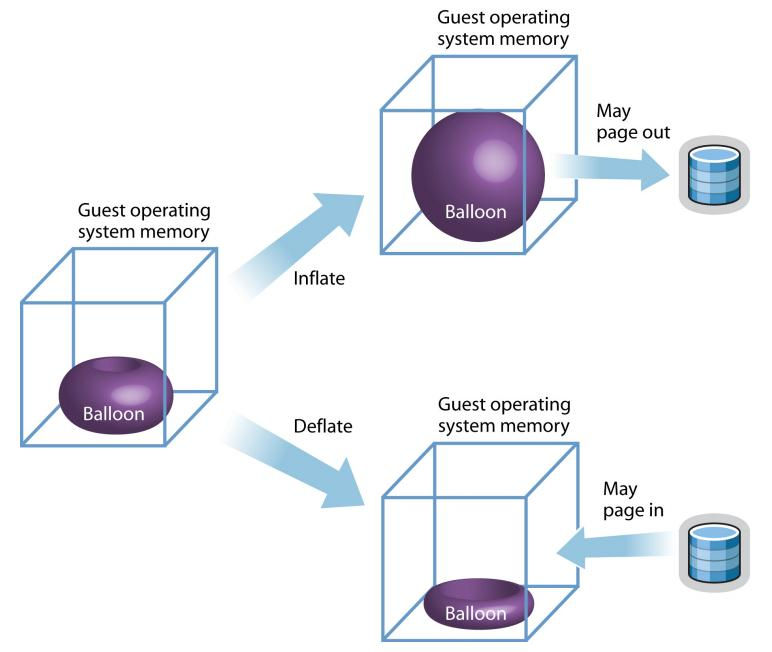 Guest operating
system memory
May
page out
Balloon
Guest operating
system memory
Inflate
Balloon
Deflate
Guest operating
system memory
May
page in
Balloon